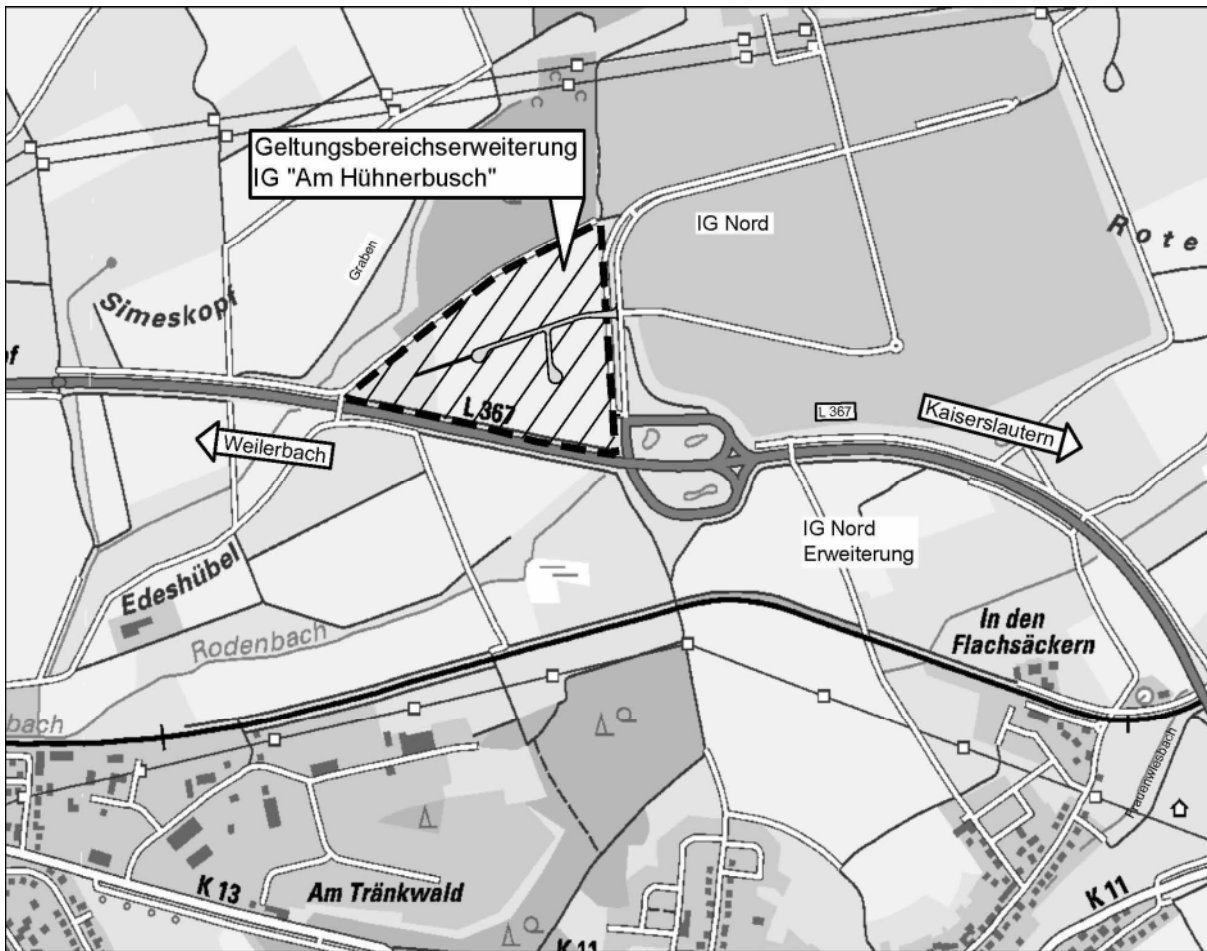 Geltungsbereichserweiterung
IG "Am Hühnerbusch"
IG Nord
Rote
Graben
Simeskopf
L 367
L 367
Kaiserslautern
Weilerbach
IG Nord
Erweiterung
Edeshübel
Rodenbach
In den
Flachsäckern
bach
Frauenwiesbach
K 13
Am Tränkwald
K 11
K 11